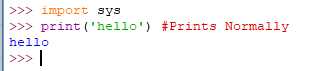 >>> import sys
>>> print('hello') #Prints Normally
hello
>>>